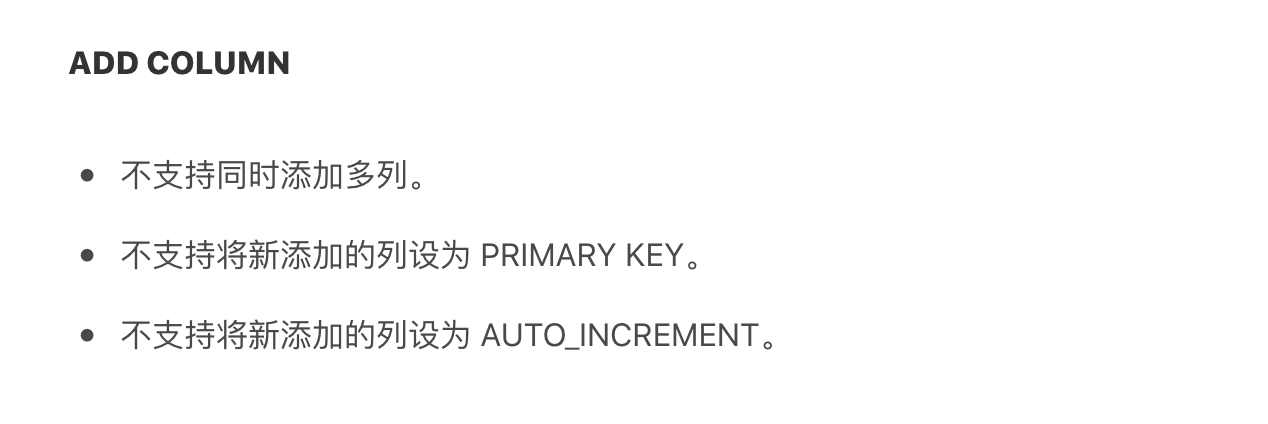 ADD COLUMN
不支持同时添加多列。
不支持将新添加的列设为 PRIMARY KEY。
不支持将新添加的列设为 AUTO_INCREMENT。